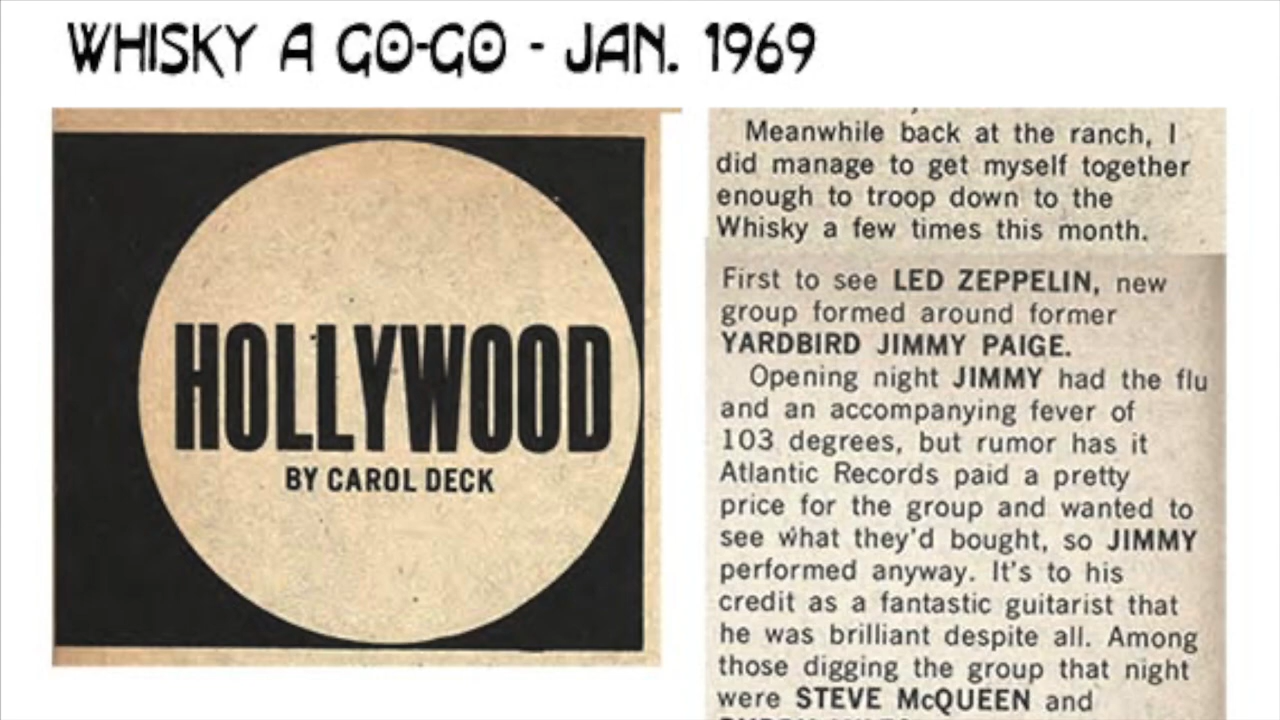 WHISKY A GO-GO - JAN. 1969
HOLLYWOOD
BY CAROL DECK
Meanwhile back at the ranch, I
did manage to get myself together
enough to troop down to the
Whisky a few times this month.
First to see LED ZEPPELIN, new
group formed around former
YARDBIRD JIMMY PAIGE.
Opening night JIMMY had the flu
and an accompanying fever of
103 degrees, but rumor has it
Atlantic Records paid a pretty
price for the group and wanted to
see what they'd bought, so JIMMY
performed anyway. It's to his
credit as a fantastic guitarist that
he was brilliant despite all. Among
those digging the group that night
were STEVE McQUEEN and